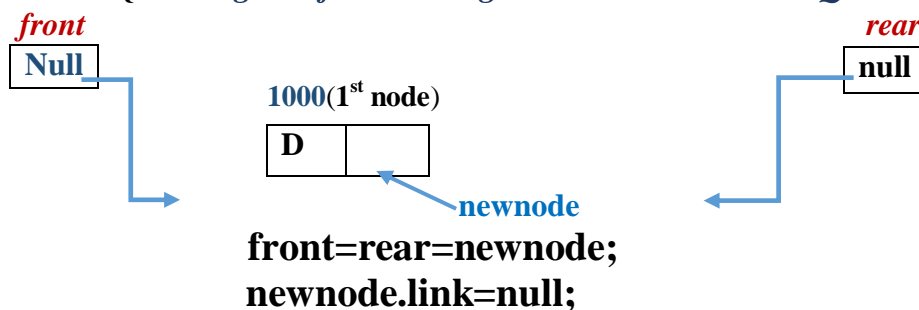 front rear
Null null
1000(1st node)
D
newnode
front=rear=newnode;
newnode.link=null;